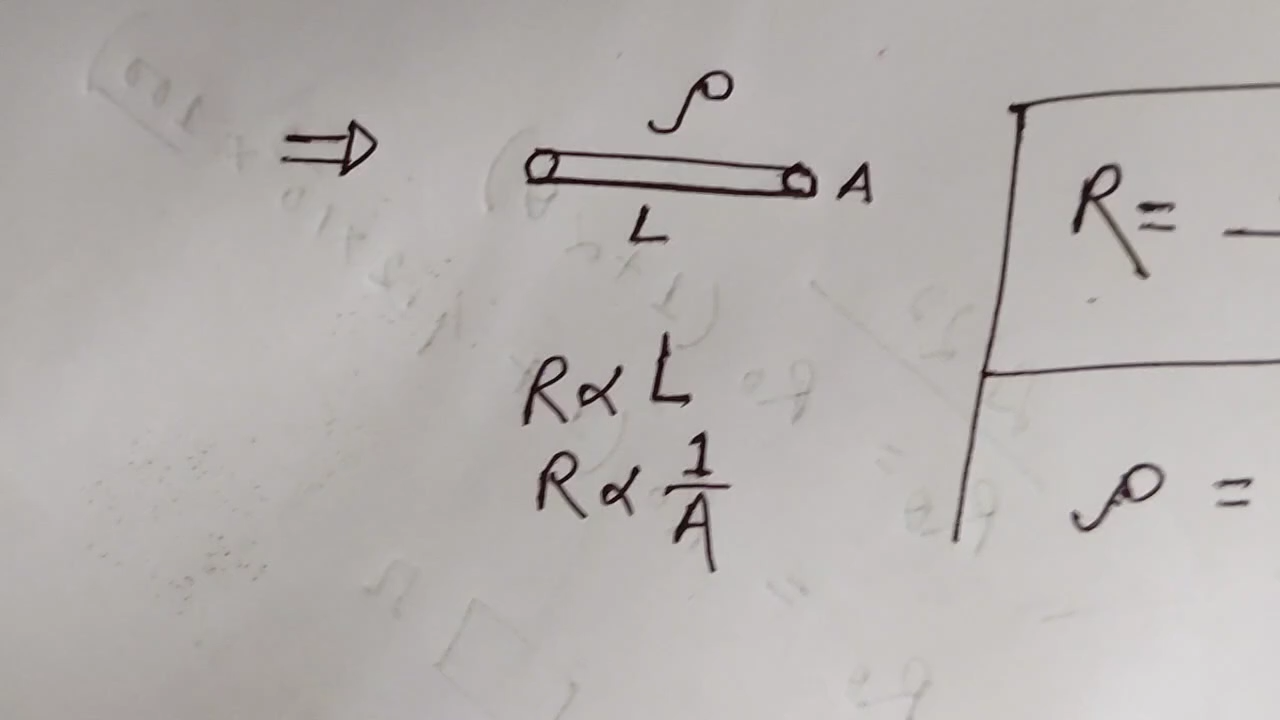 ⇒ ρ
A
L
R ∝ L
R ∝ 1/A
R =
ρ =